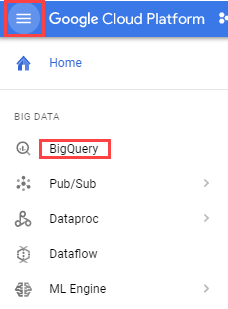 Google Cloud Platform
Home
BIG DATA
BigQuery
Pub/Sub
Dataproc
Dataflow
ML Engine